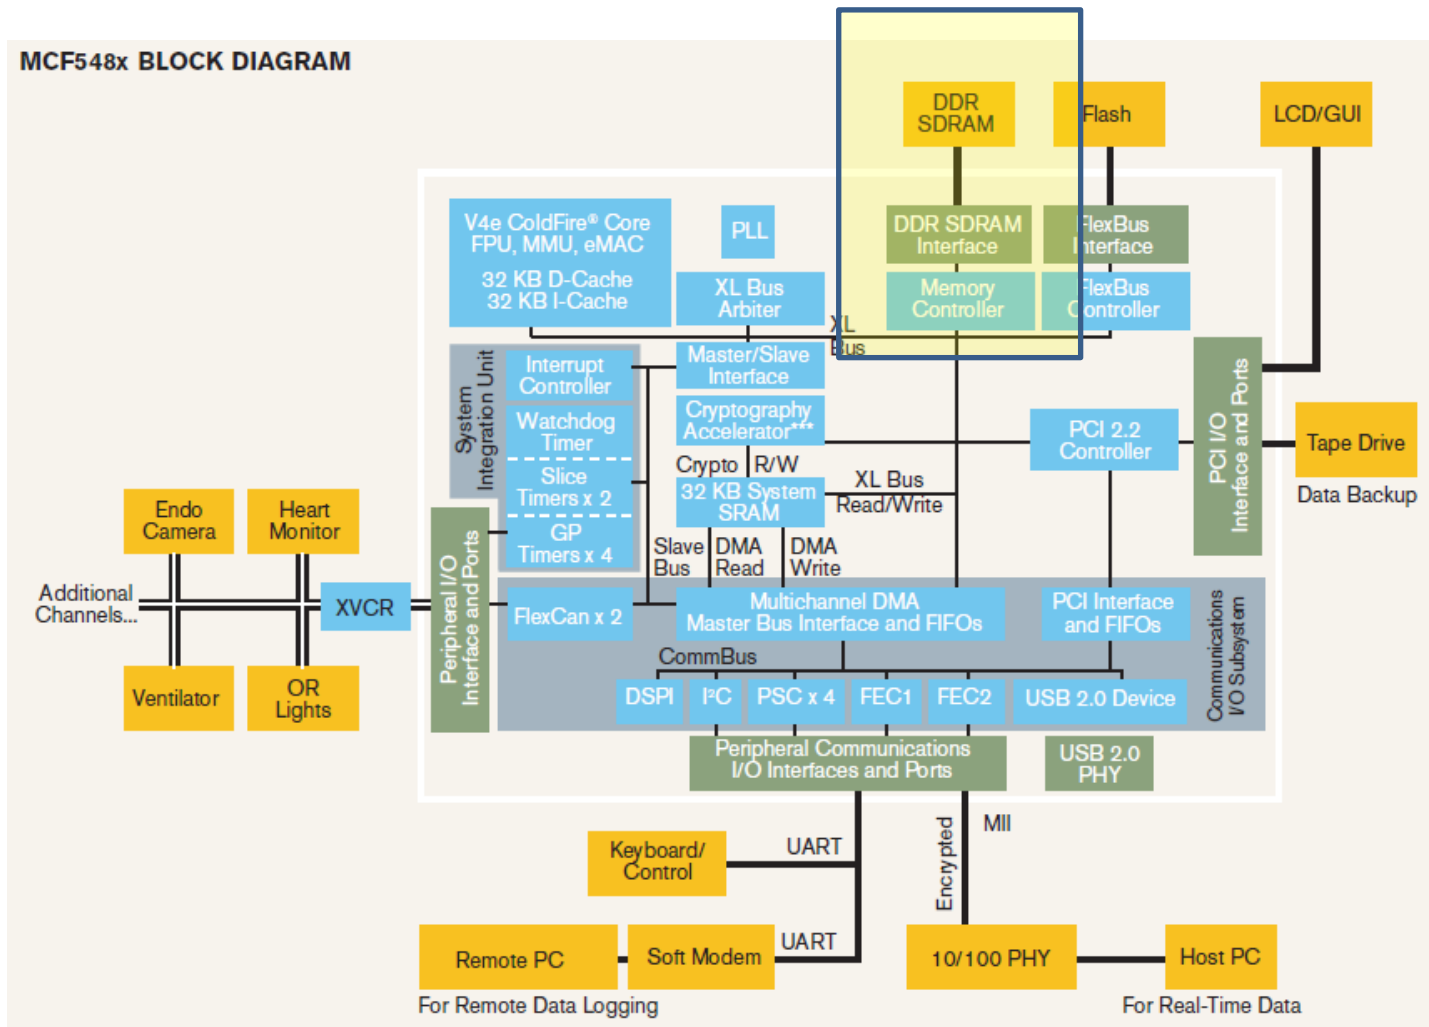 MCF548x BLOCK DIAGRAM
DDR
SDRAM
Flash
LCD/GUI
V4e ColdFire® Core
FPU, MMU, eMAC
32 KB D-Cache
32 KB I-Cache
PLL
DDR SDRAM
Interface
FlexBus
Interface
XL Bus
Arbiter
Memory
Controller
FlexBus
Controller
XL
Bus
System
Integration Unit
Interrupt
Controller
Master/Slave
Interface
Watchdog
Timer
Cryptography
Accelerator***
PCI 2.2
Controller
PCI I/O
Interface and Ports
Tape Drive
Data Backup
Slice
Timers x 2
Crypto
R/W
32 KB System
SRAM
XL Bus
Read/Write
GP
Timers x 4
Slave
Bus
DMA
Read
DMA
Write
Endo
Camera
Heart
Monitor
Additional
Channels...
XVCR
Peripheral I/O
Interface and Ports
Ventilator
OR
Lights
FlexCan x 2
Multichannel DMA
Master Bus Interface and FIFOs
PCI Interface
and FIFOs
Communications
I/O Subsystem
CommBus
DSPI
I²C
PSC x 4
FEC1
FEC2
USB 2.0 Device
Peripheral Communications
I/O Interfaces and Ports
USB 2.0
PHY
Keyboard/
Control
UART
Encrypted
MII
Remote PC
Soft Modem
UART
10/100 PHY
Host PC
For Remote Data Logging
For Real-Time Data